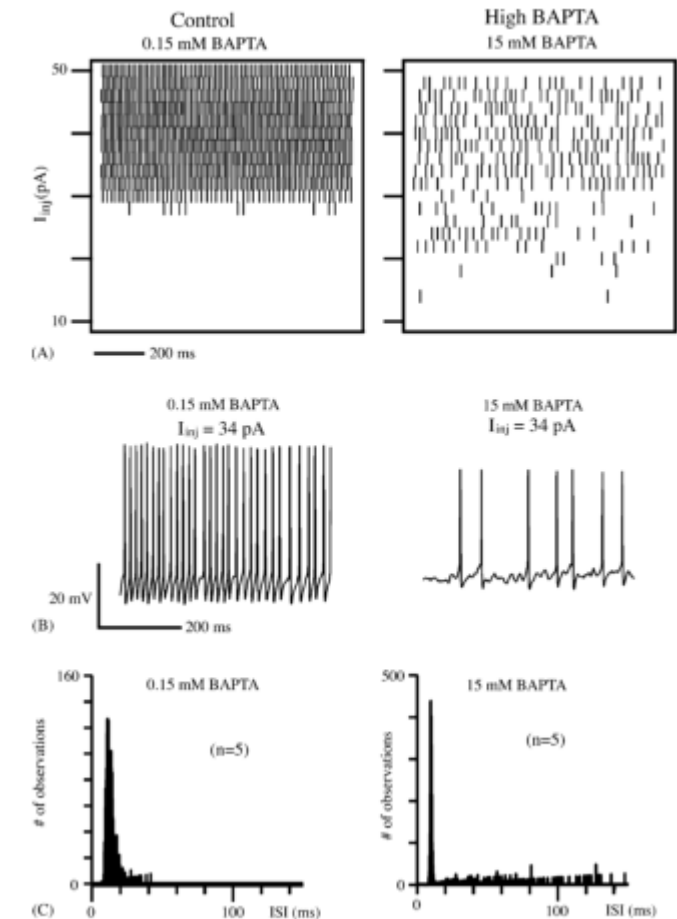 Control
0.15 mM BAPTA
High BAPTA
15 mM BAPTA
50
I_inj(pA)
10
(A)
200 ms
0.15 mM BAPTA
I_inj = 34 pA
15 mM BAPTA
I_inj = 34 pA
20 mV
200 ms
(B)
160
0.15 mM BAPTA
(n=5)
# of observations
0
0
100
ISI (ms)
500
15 mM BAPTA
(n=5)
# of observations
0
0
100
ISI (ms)
(C)